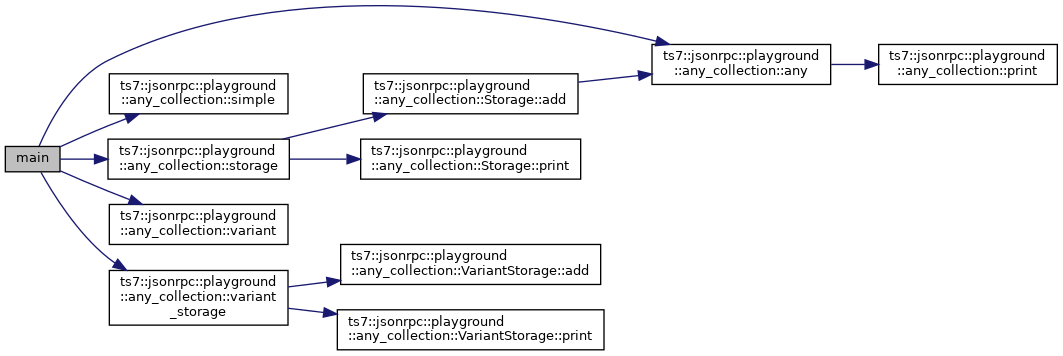 main
ts7::jsonrpc::playground
::any_collection::simple
ts7::jsonrpc::playground
::any_collection::storage
ts7::jsonrpc::playground
::any_collection::variant
ts7::jsonrpc::playground
::any_collection::variant
_storage
ts7::jsonrpc::playground
::any_collection::Storage::add
ts7::jsonrpc::playground
::any_collection::Storage::print
ts7::jsonrpc::playground
::any_collection::VariantStorage::add
ts7::jsonrpc::playground
::any_collection::VariantStorage::print
ts7::jsonrpc::playground
::any_collection::any
ts7::jsonrpc::playground
::any_collection::print